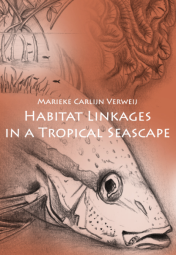 Marieke Carlijn Verweij
Habitat Linkages
in a Tropical Seascape